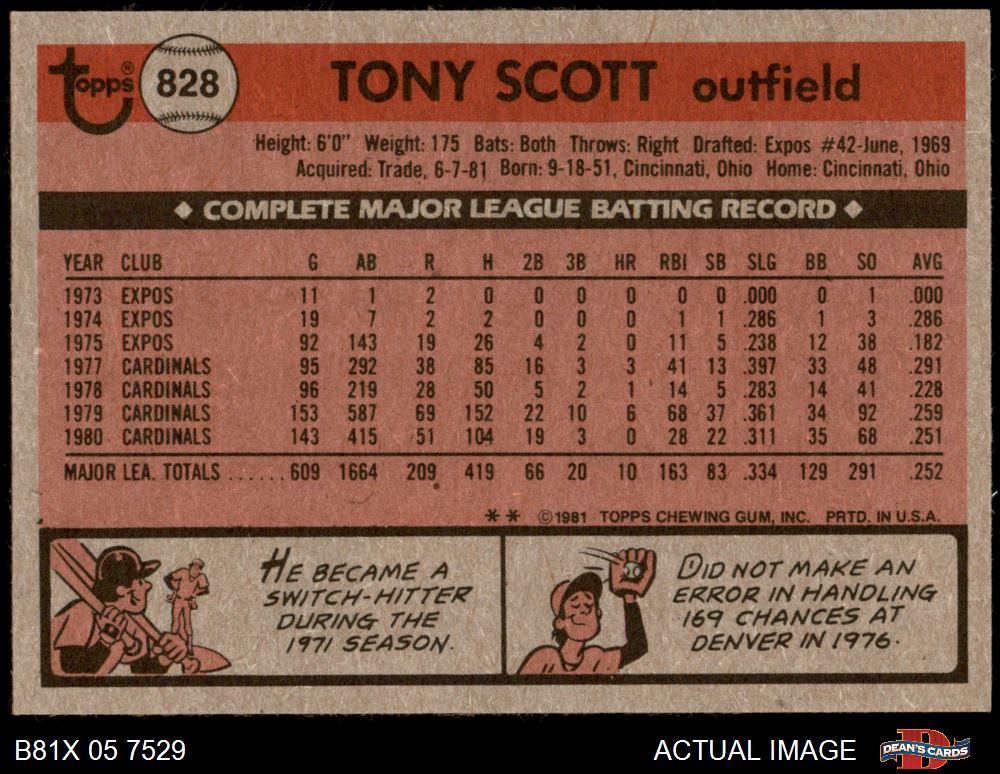 topps® 828 TONY SCOTT outfield
Height: 6'0" Weight: 175 Bats: Both Throws: Right Drafted: Expos #42-June, 1969
Acquired: Trade, 6-7-81 Born: 9-18-51, Cincinnati, Ohio Home: Cincinnati, Ohio
◆ COMPLETE MAJOR LEAGUE BATTING RECORD ◆
YEAR CLUB G AB R H 2B 3B HR RBI SB SLG BB SO AVG
1973 EXPOS 11 1 2 0 0 0 0 0 0 .000 0 1 .000
1974 EXPOS 19 7 2 2 0 0 0 1 1 .286 1 3 .286
1975 EXPOS 92 143 19 26 4 2 0 11 5 .238 12 38 .182
1977 CARDINALS 95 292 38 85 16 3 3 41 13 .397 33 48 .291
1978 CARDINALS 96 219 28 50 5 2 1 14 5 .283 14 41 .228
1979 CARDINALS 153 587 69 152 22 10 6 68 37 .361 34 92 .259
1980 CARDINALS 143 415 51 104 19 3 0 28 22 .311 35 68 .251
MAJOR LEA. TOTALS ...... 609 1664 209 419 66 20 10 163 83 .334 129 291 .252
** ©1981 TOPPS CHEWING GUM, INC. PRTD. IN U.S.A.
HE BECAME A
SWITCH-HITTER
DURING THE
1971 SEASON.
DID NOT MAKE AN
ERROR IN HANDLING
169 CHANCES AT
DENVER IN 1976.
B81X 05 7529 ACTUAL IMAGE DEAN'S CARDS